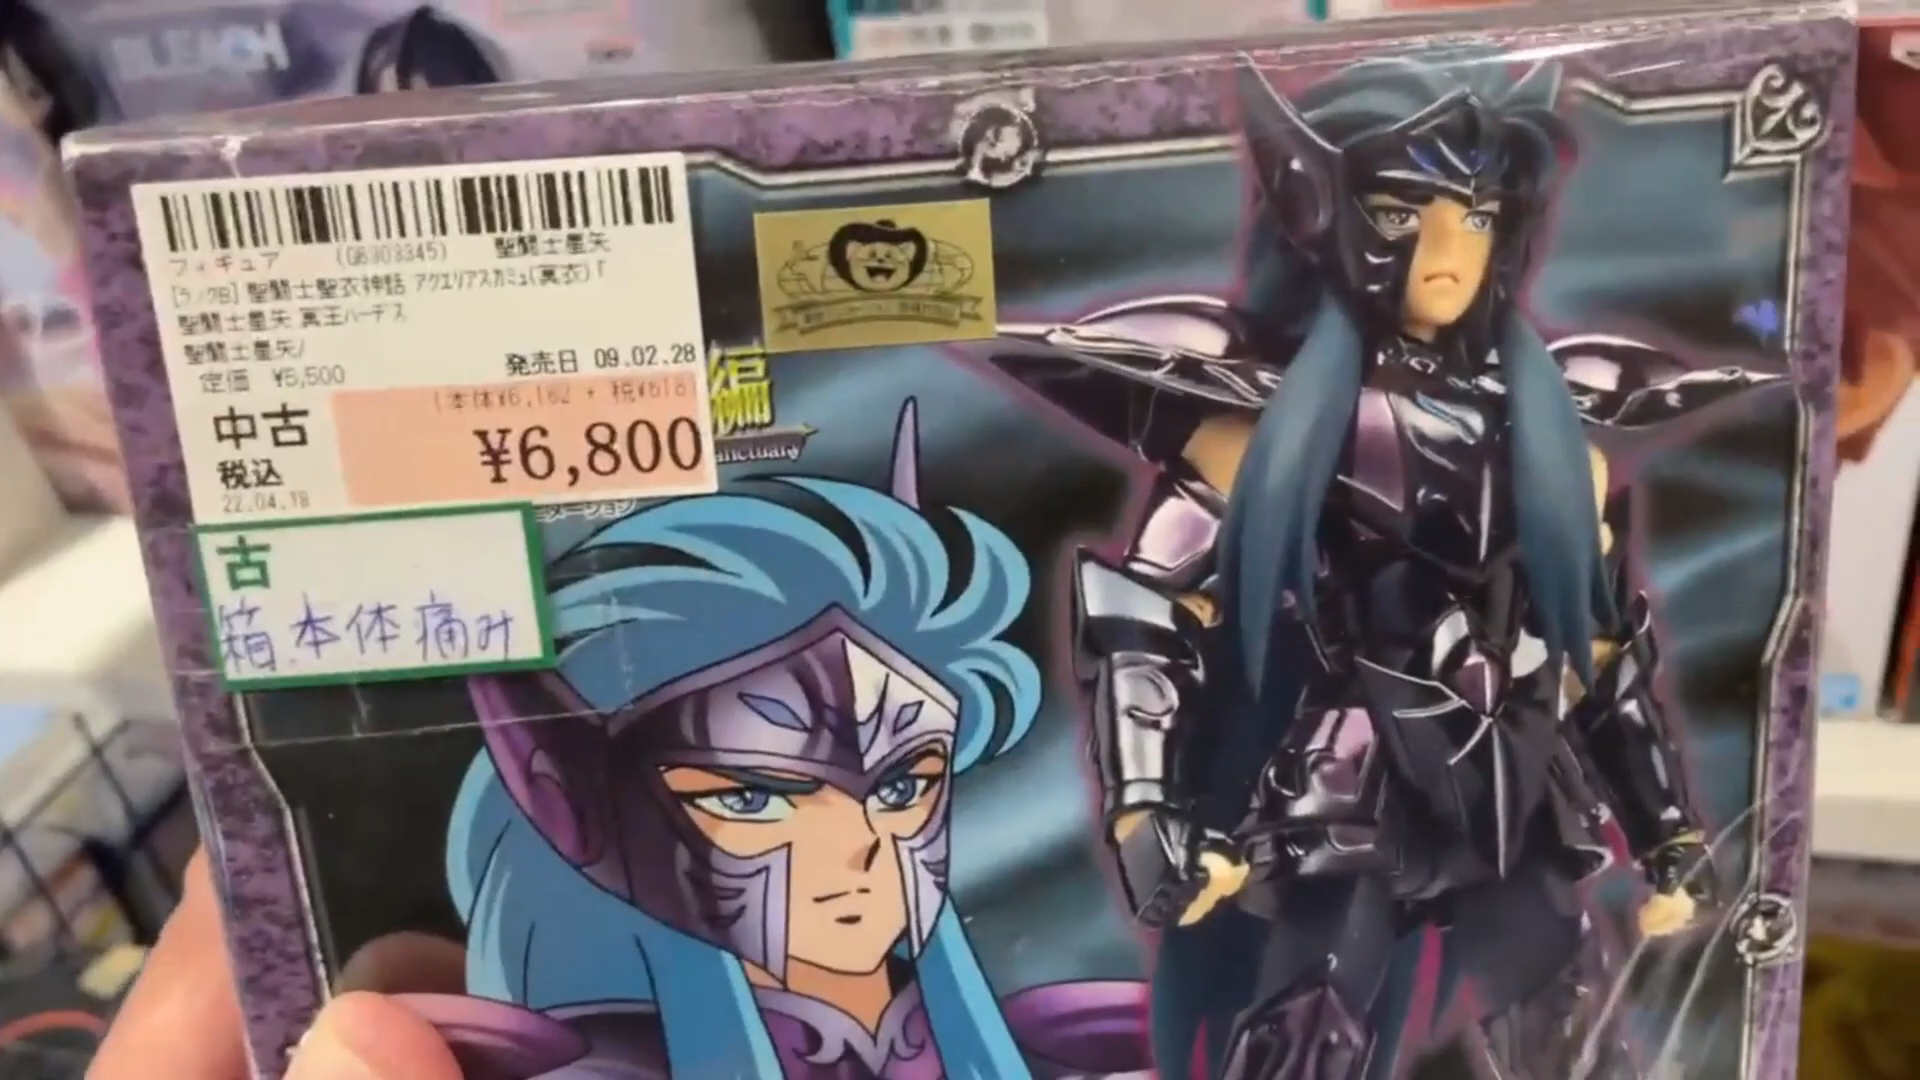 BLEACH
フィギュア (06303345) 聖闘士星矢
[ランクB] 聖闘士聖衣神話 アクエリアスカミュ(冥衣)「
聖闘士星矢 冥王ハーデス
聖闘士星矢/
定価 ¥5,500 発売日 09.02.28
(本体¥6,182 + 税¥618)
中古
¥6,800
税込
22.04.18
編
anctuary
古
箱.本体痛み